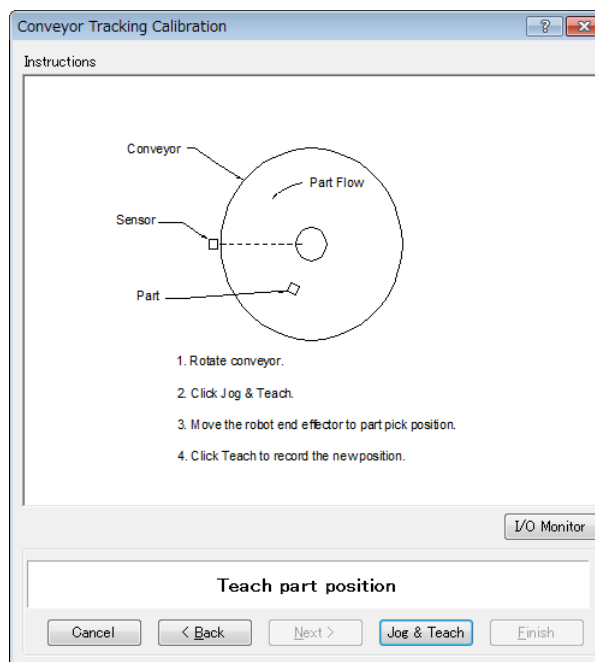 Conveyor Tracking Calibration
Instructions
Conveyor
Part Flow
Sensor
Part
1. Rotate conveyor.
2. Click Jog & Teach.
3. Move the robot end effector to part pick position.
4. Click Teach to record the new position.
I/O Monitor
Teach part position
Cancel
< Back
Next >
Jog & Teach
Finish